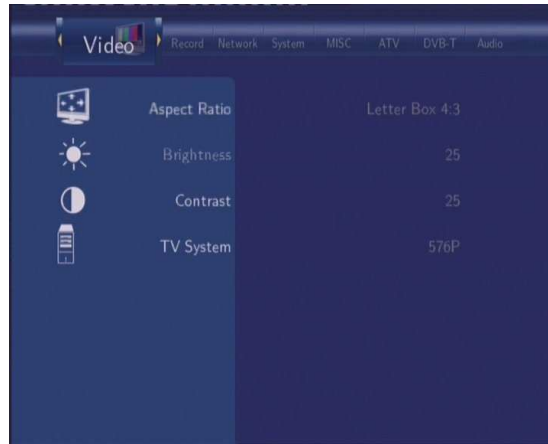 Video Record Network System MISC ATV DVB-T Audio
Aspect Ratio Letter Box 4:3
Brightness 25
Contrast 25
TV System 576P